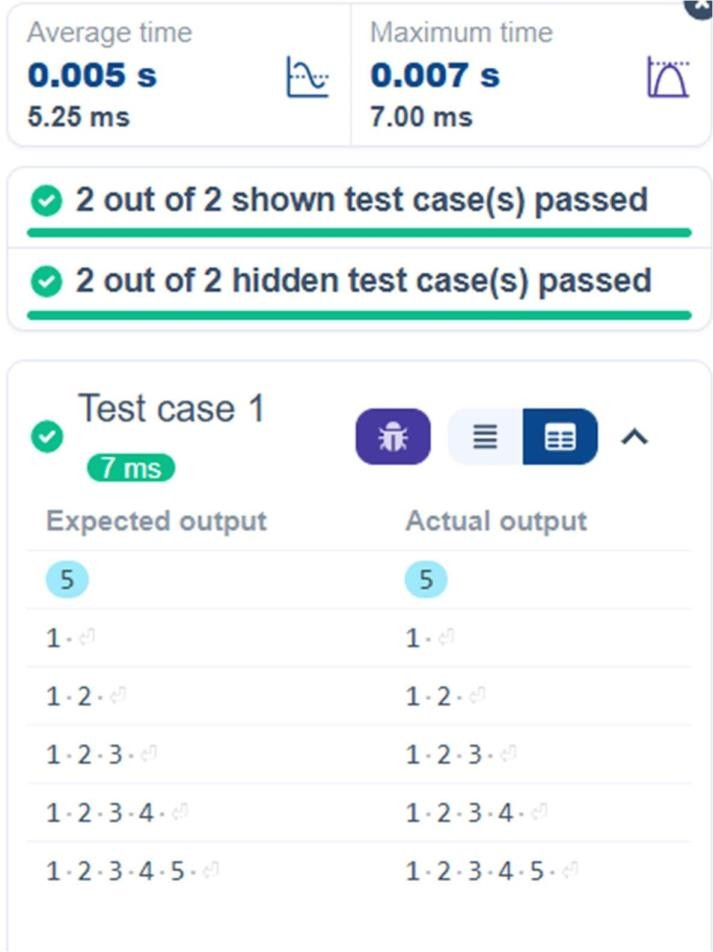 Average time Maximum time
0.005 s 0.007 s
5.25 ms 7.00 ms
2 out of 2 shown test case(s) passed
2 out of 2 hidden test case(s) passed
Test case 1
7 ms
Expected output Actual output
5 5
1·⏎ 1·⏎
1·2·⏎ 1·2·⏎
1·2·3·⏎ 1·2·3·⏎
1·2·3·4·⏎ 1·2·3·4·⏎
1·2·3·4·5·⏎ 1·2·3·4·5·⏎